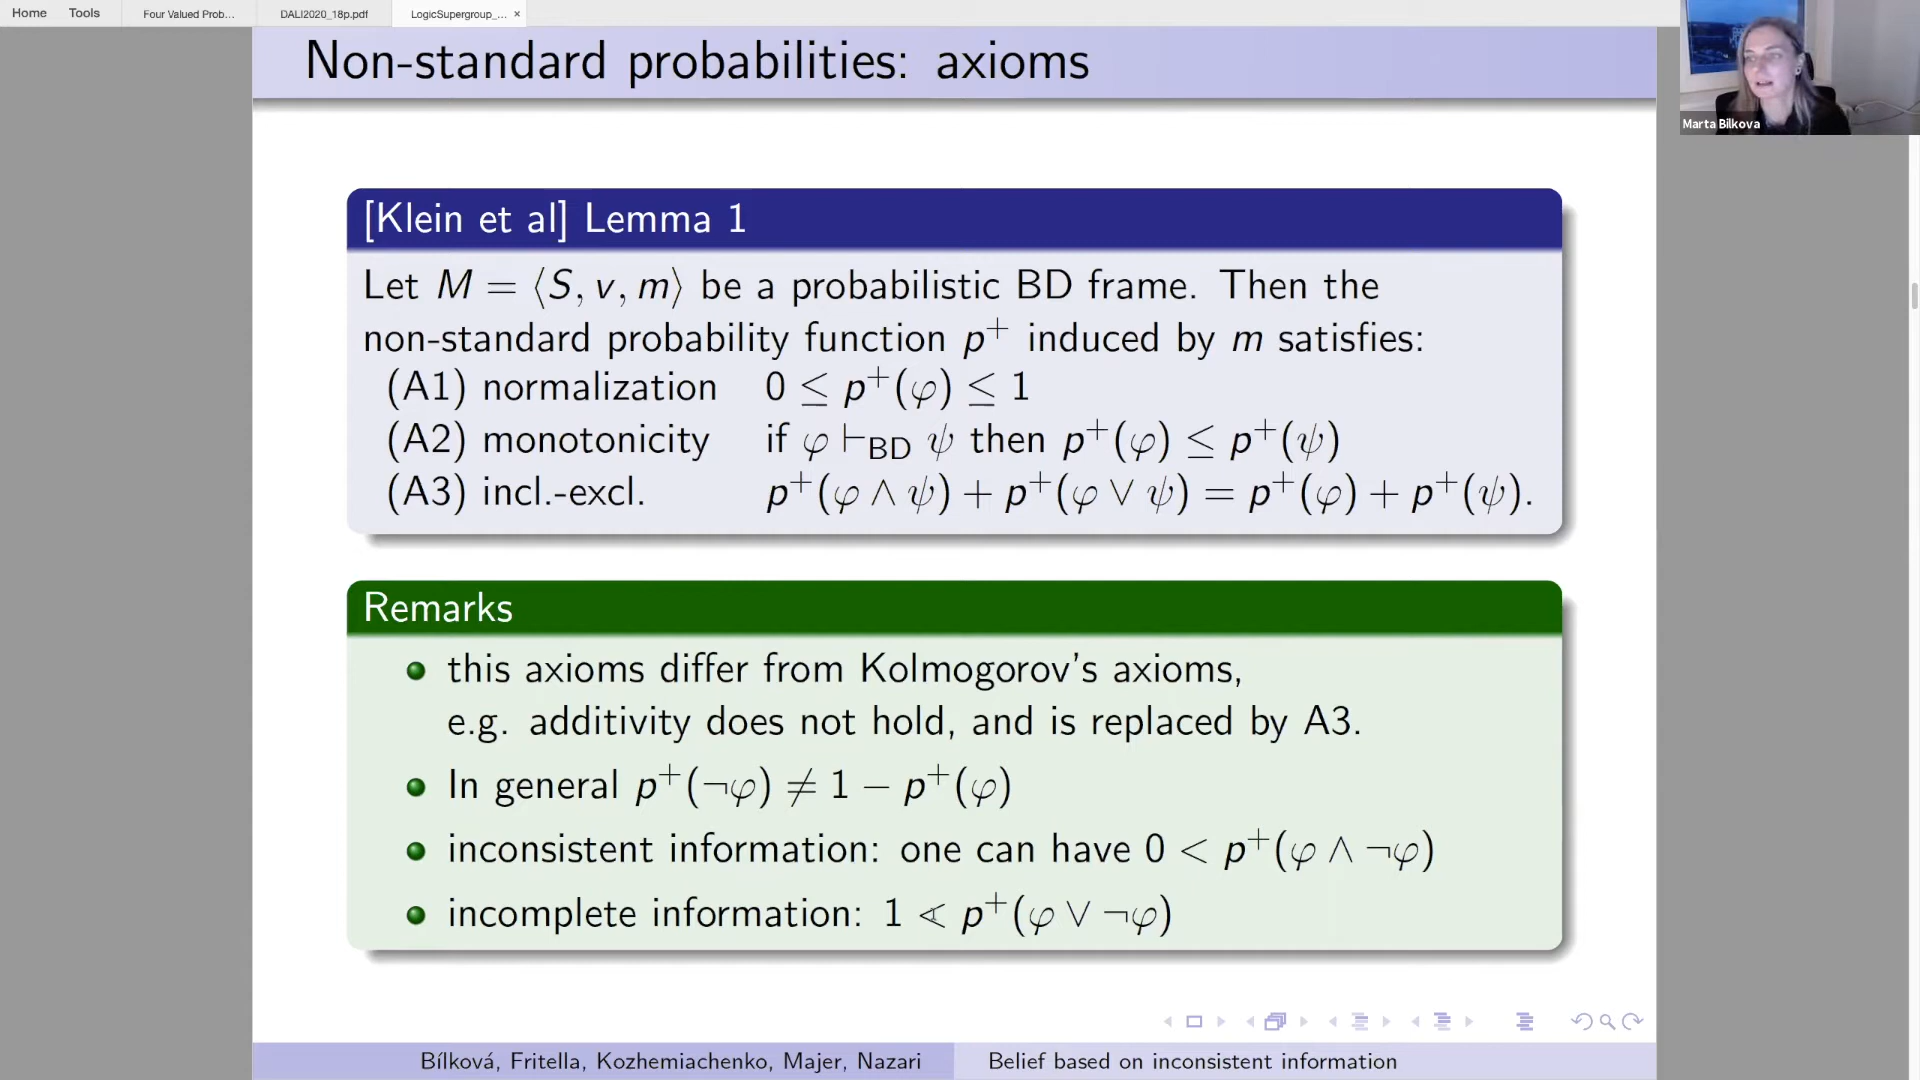 Home Tools Four Valued Prob... DALI2020_18p.pdf LogicSupergroup_... ×
Non-standard probabilities: axioms
Marta Bilkova
[Klein et al] Lemma 1
Let M = ⟨S, v, m⟩ be a probabilistic BD frame. Then the
non-standard probability function p⁺ induced by m satisfies:
(A1) normalization 0 ≤ p⁺(φ) ≤ 1
(A2) monotonicity if φ ⊢BD ψ then p⁺(φ) ≤ p⁺(ψ)
(A3) incl.-excl. p⁺(φ ∧ ψ) + p⁺(φ ∨ ψ) = p⁺(φ) + p⁺(ψ).
Remarks
this axioms differ from Kolmogorov's axioms,
e.g. additivity does not hold, and is replaced by A3.
In general p⁺(¬φ) ≠ 1 − p⁺(φ)
inconsistent information: one can have 0 < p⁺(φ ∧ ¬φ)
incomplete information: 1 < p⁺(φ ∨ ¬φ)
Bílková, Fritella, Kozhemiachenko, Majer, Nazari Belief based on inconsistent information